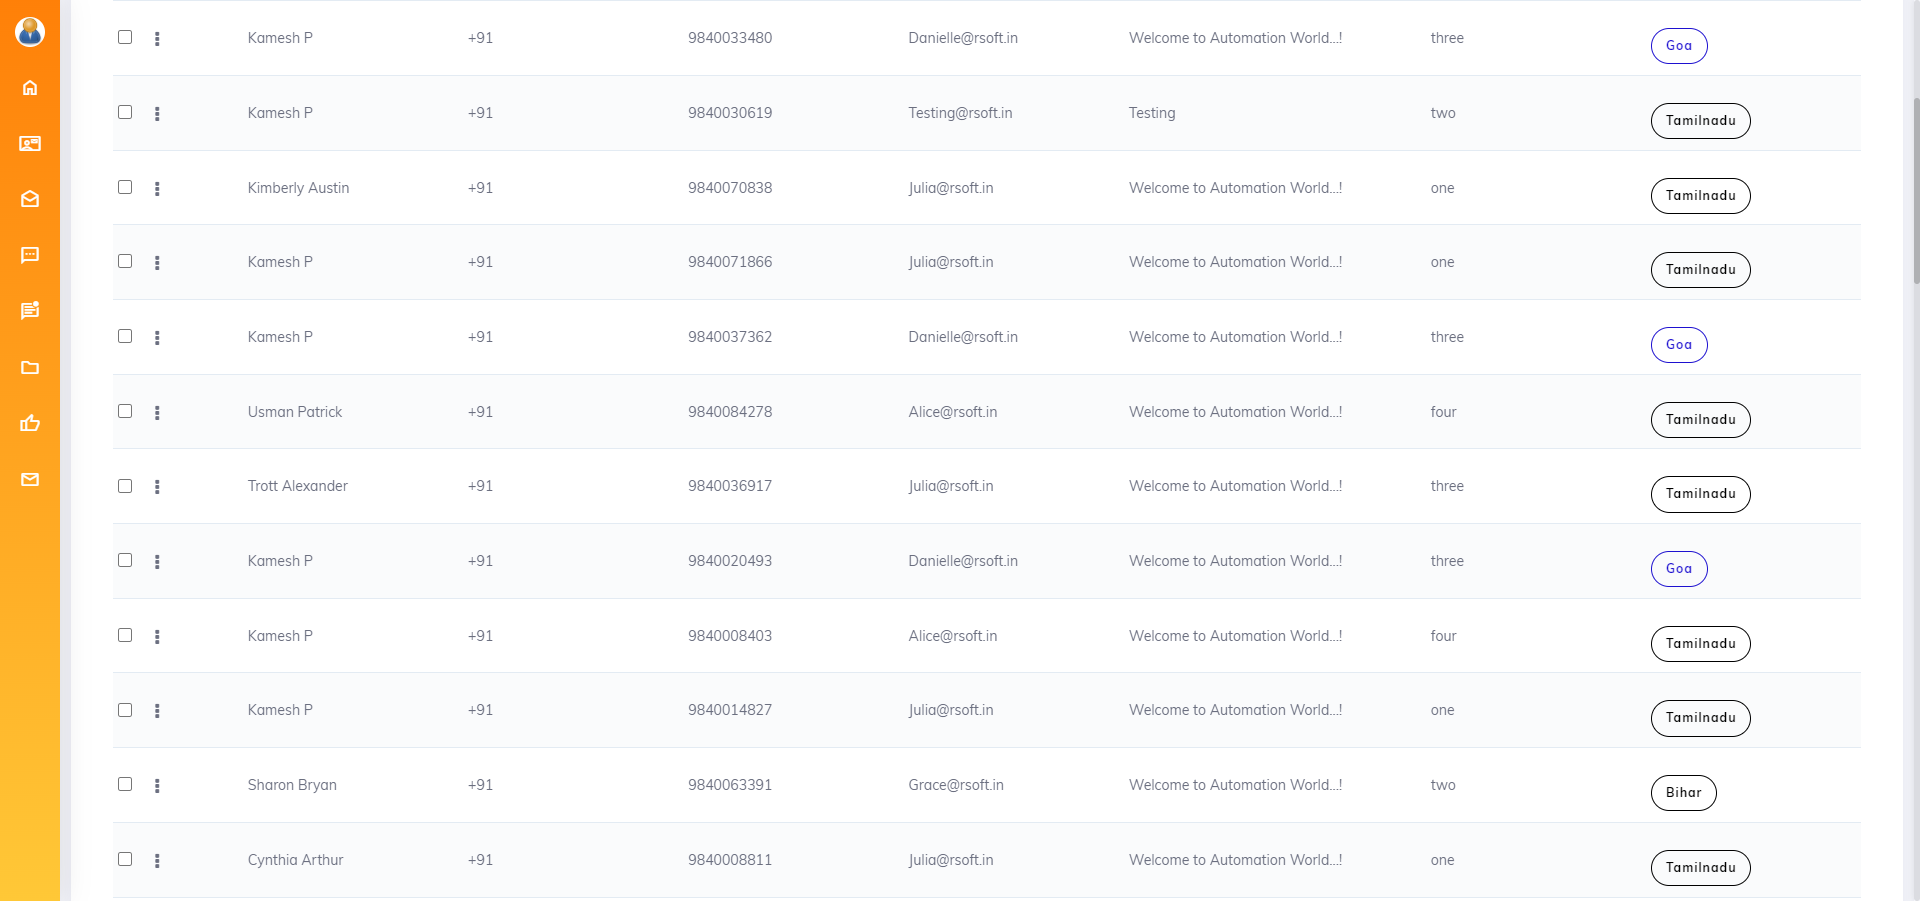 Kamesh P +91 9840033480 Danielle@rsoft.in Welcome to Automation World...! three Goa
Kamesh P +91 9840030619 Testing@rsoft.in Testing two Tamilnadu
Kimberly Austin +91 9840070838 Julia@rsoft.in Welcome to Automation World...! one Tamilnadu
Kamesh P +91 9840071866 Julia@rsoft.in Welcome to Automation World...! one Tamilnadu
Kamesh P +91 9840037362 Danielle@rsoft.in Welcome to Automation World...! three Goa
Usman Patrick +91 9840084278 Alice@rsoft.in Welcome to Automation World...! four Tamilnadu
Trott Alexander +91 9840036917 Julia@rsoft.in Welcome to Automation World...! three Tamilnadu
Kamesh P +91 9840020493 Danielle@rsoft.in Welcome to Automation World...! three Goa
Kamesh P +91 9840008403 Alice@rsoft.in Welcome to Automation World...! four Tamilnadu
Kamesh P +91 9840014827 Julia@rsoft.in Welcome to Automation World...! one Tamilnadu
Sharon Bryan +91 9840063391 Grace@rsoft.in Welcome to Automation World...! two Bihar
Cynthia Arthur +91 9840008811 Julia@rsoft.in Welcome to Automation World...! one Tamilnadu